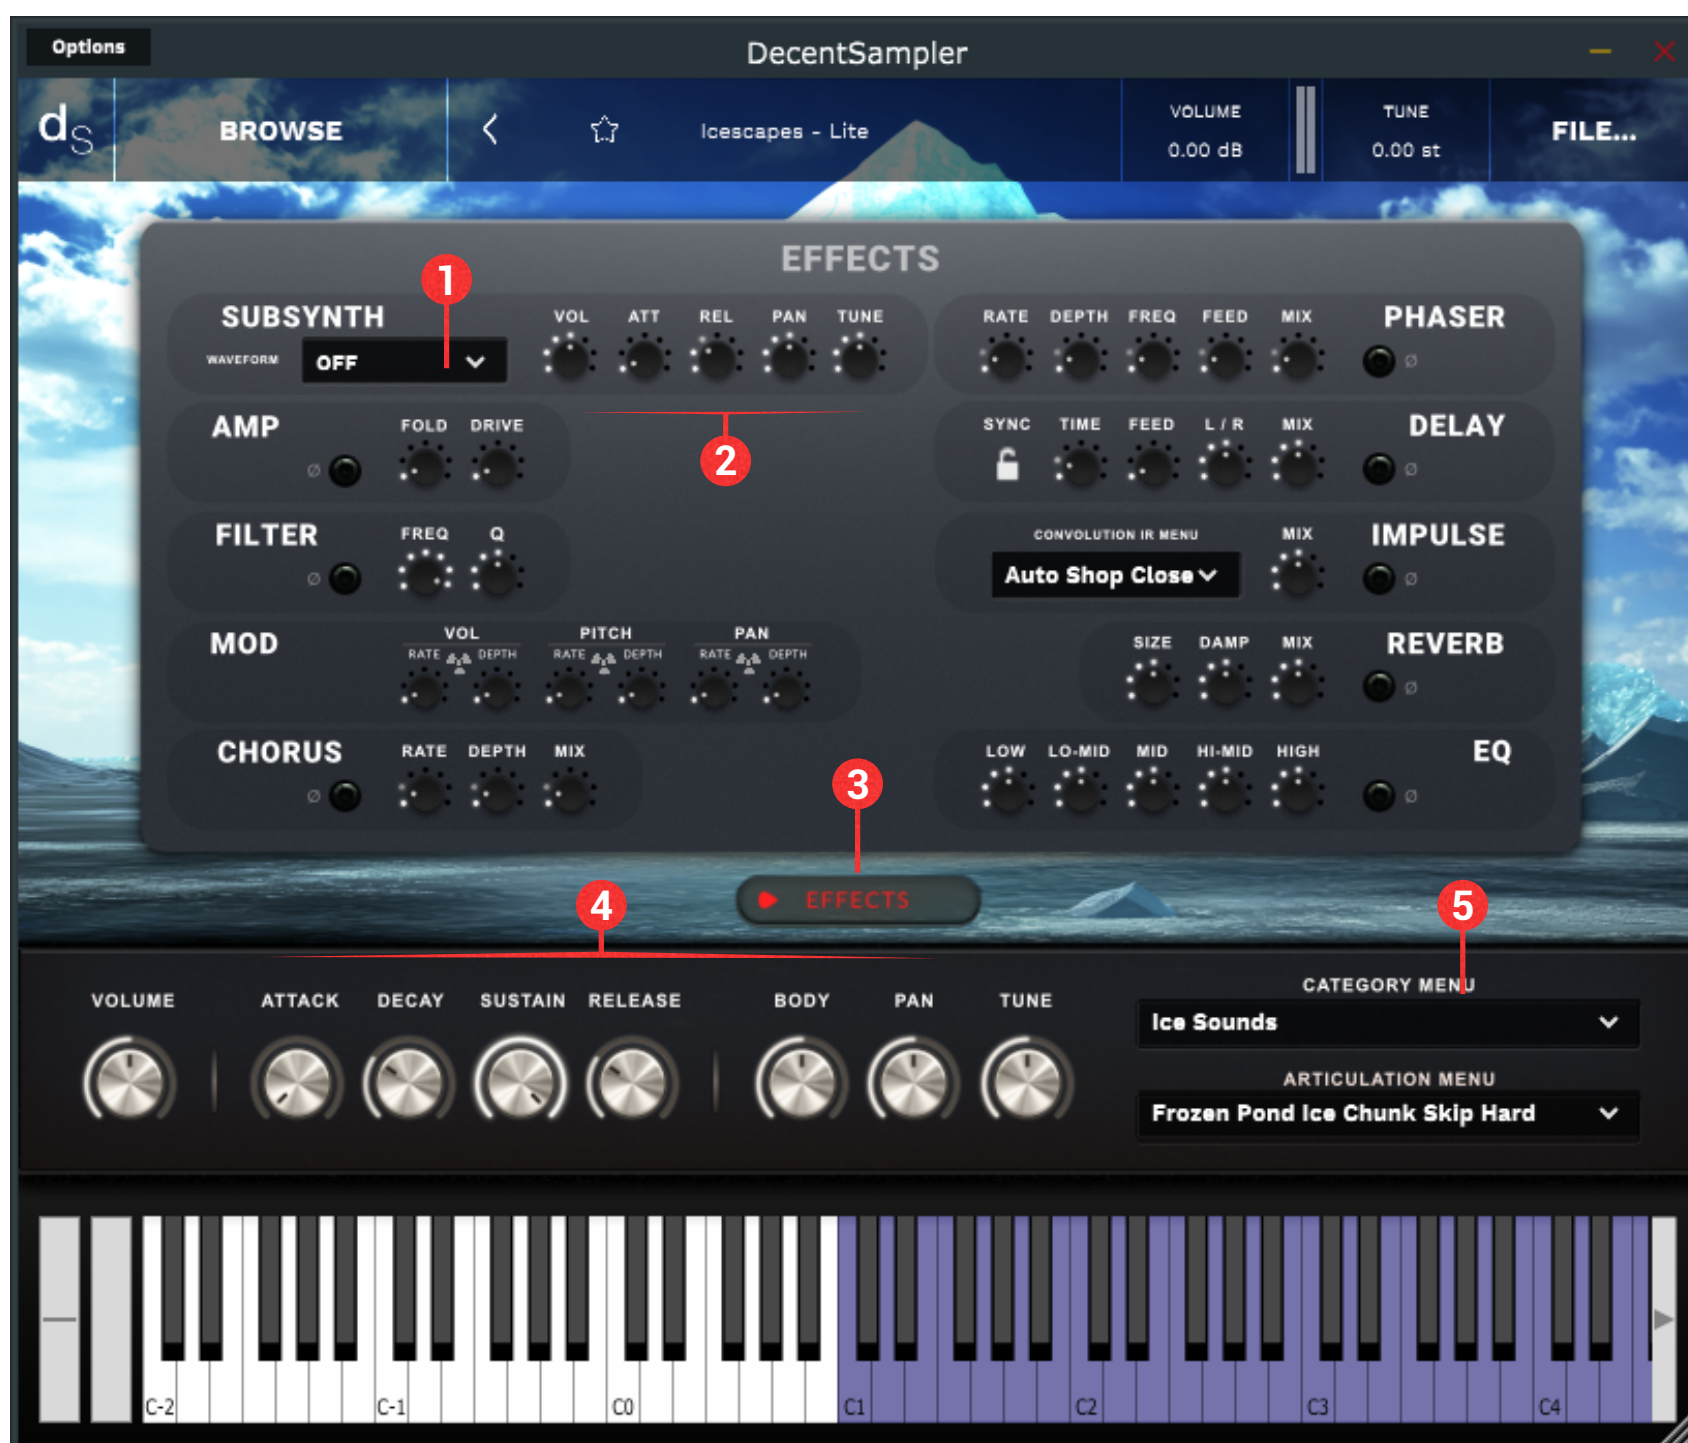 Options
DecentSampler
ds
BROWSE
Icescapes - Lite
VOLUME
0.00 dB
TUNE
0.00 st
FILE...
EFFECTS
1
SUBSYNTH
WAVEFORM
OFF
VOL ATT REL PAN TUNE
2
RATE DEPTH FREQ FEED MIX
PHASER
Ø
AMP
Ø
FOLD DRIVE
SYNC TIME FEED L / R MIX
DELAY
Ø
FILTER
Ø
FREQ Q
CONVOLUTION IR MENU
Auto Shop Close
MIX
IMPULSE
Ø
MOD
VOL
RATE DEPTH
PITCH
RATE DEPTH
PAN
RATE DEPTH
SIZE DAMP MIX
REVERB
Ø
CHORUS
Ø
RATE DEPTH MIX
LOW LO-MID MID HI-MID HIGH
EQ
Ø
3
EFFECTS
4
5
VOLUME
ATTACK DECAY SUSTAIN RELEASE
BODY PAN TUNE
CATEGORY MENU
Ice Sounds
ARTICULATION MENU
Frozen Pond Ice Chunk Skip Hard
C-2 C-1 C0 C1 C2 C3 C4